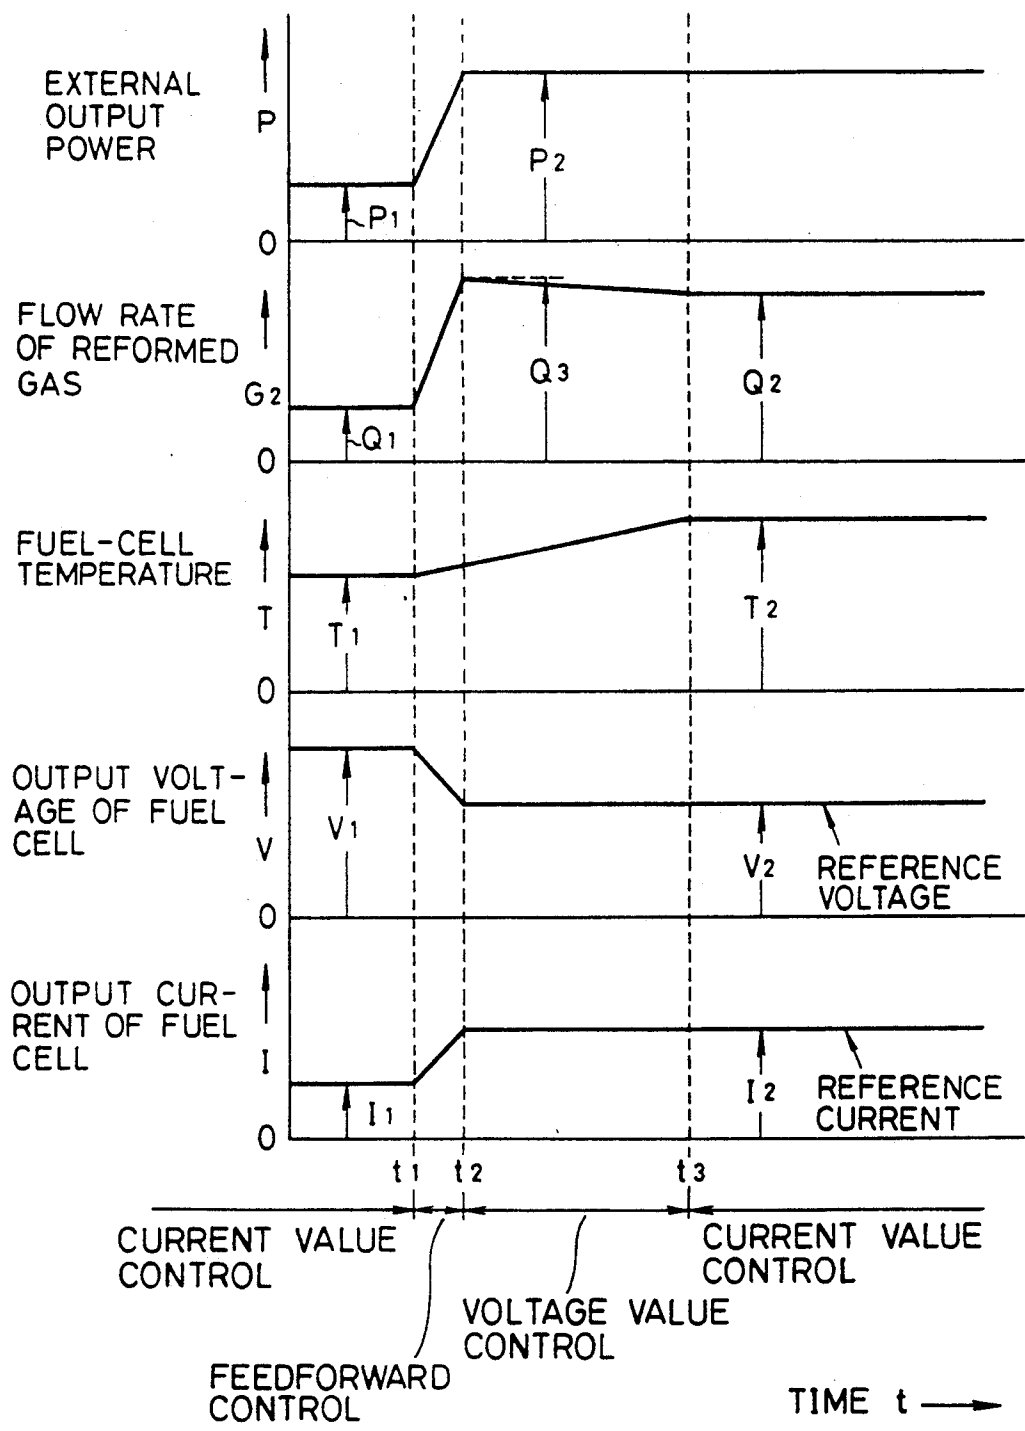 EXTERNAL
OUTPUT
POWER
P
P2
P1
0
FLOW RATE
OF REFORMED
GAS
G2
Q3
Q2
Q1
0
FUEL-CELL
TEMPERATURE
T
T1
T2
0
OUTPUT VOLT-
AGE OF FUEL
CELL
V
V1
V2
REFERENCE
VOLTAGE
0
OUTPUT CUR-
RENT OF FUEL
CELL
I
I1
I2
REFERENCE
CURRENT
0
t1
t2
t3
CURRENT VALUE
CONTROL
CURRENT VALUE
CONTROL
VOLTAGE VALUE
CONTROL
FEEDFORWARD
CONTROL
TIME t